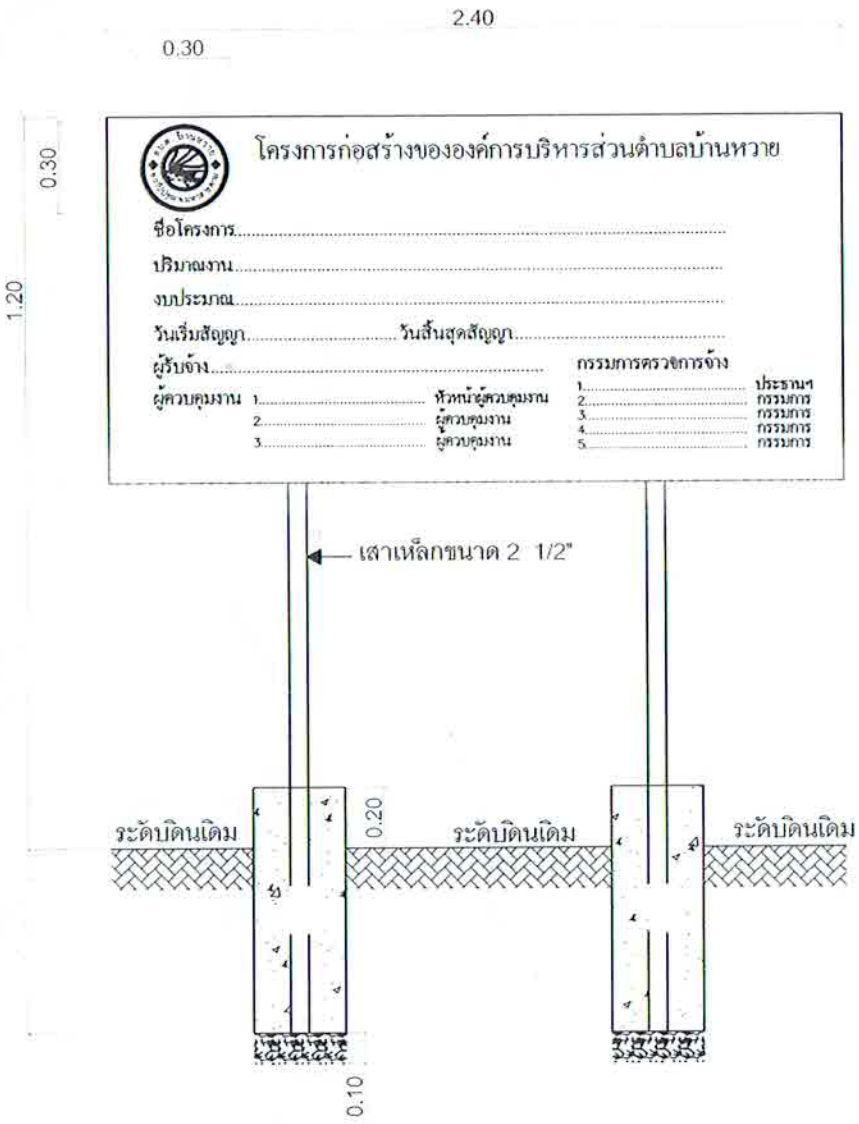 2.40
0.30
0.30
1.20
อบต. บ้านหวาย
โครงการก่อสร้างขององค์การบริหารส่วนตำบลบ้านหวาย
ชื่อโครงการ
ปริมาณงาน
งบประมาณ
วันเริ่มสัญญา วันสิ้นสุดสัญญา
ผู้รับจ้าง กรรมการตรวจการจ้าง
ผู้ควบคุมงาน 1. หัวหน้าผู้ควบคุมงาน 1. ประธานฯ
2. ผู้ควบคุมงาน 2. กรรมการ
3. ผู้ควบคุมงาน 3. กรรมการ
4. กรรมการ
5. กรรมการ
เสาเหล็กขนาด 2 1/2"
0.20
ระดับดินเดิม ระดับดินเดิม ระดับดินเดิม
0.10